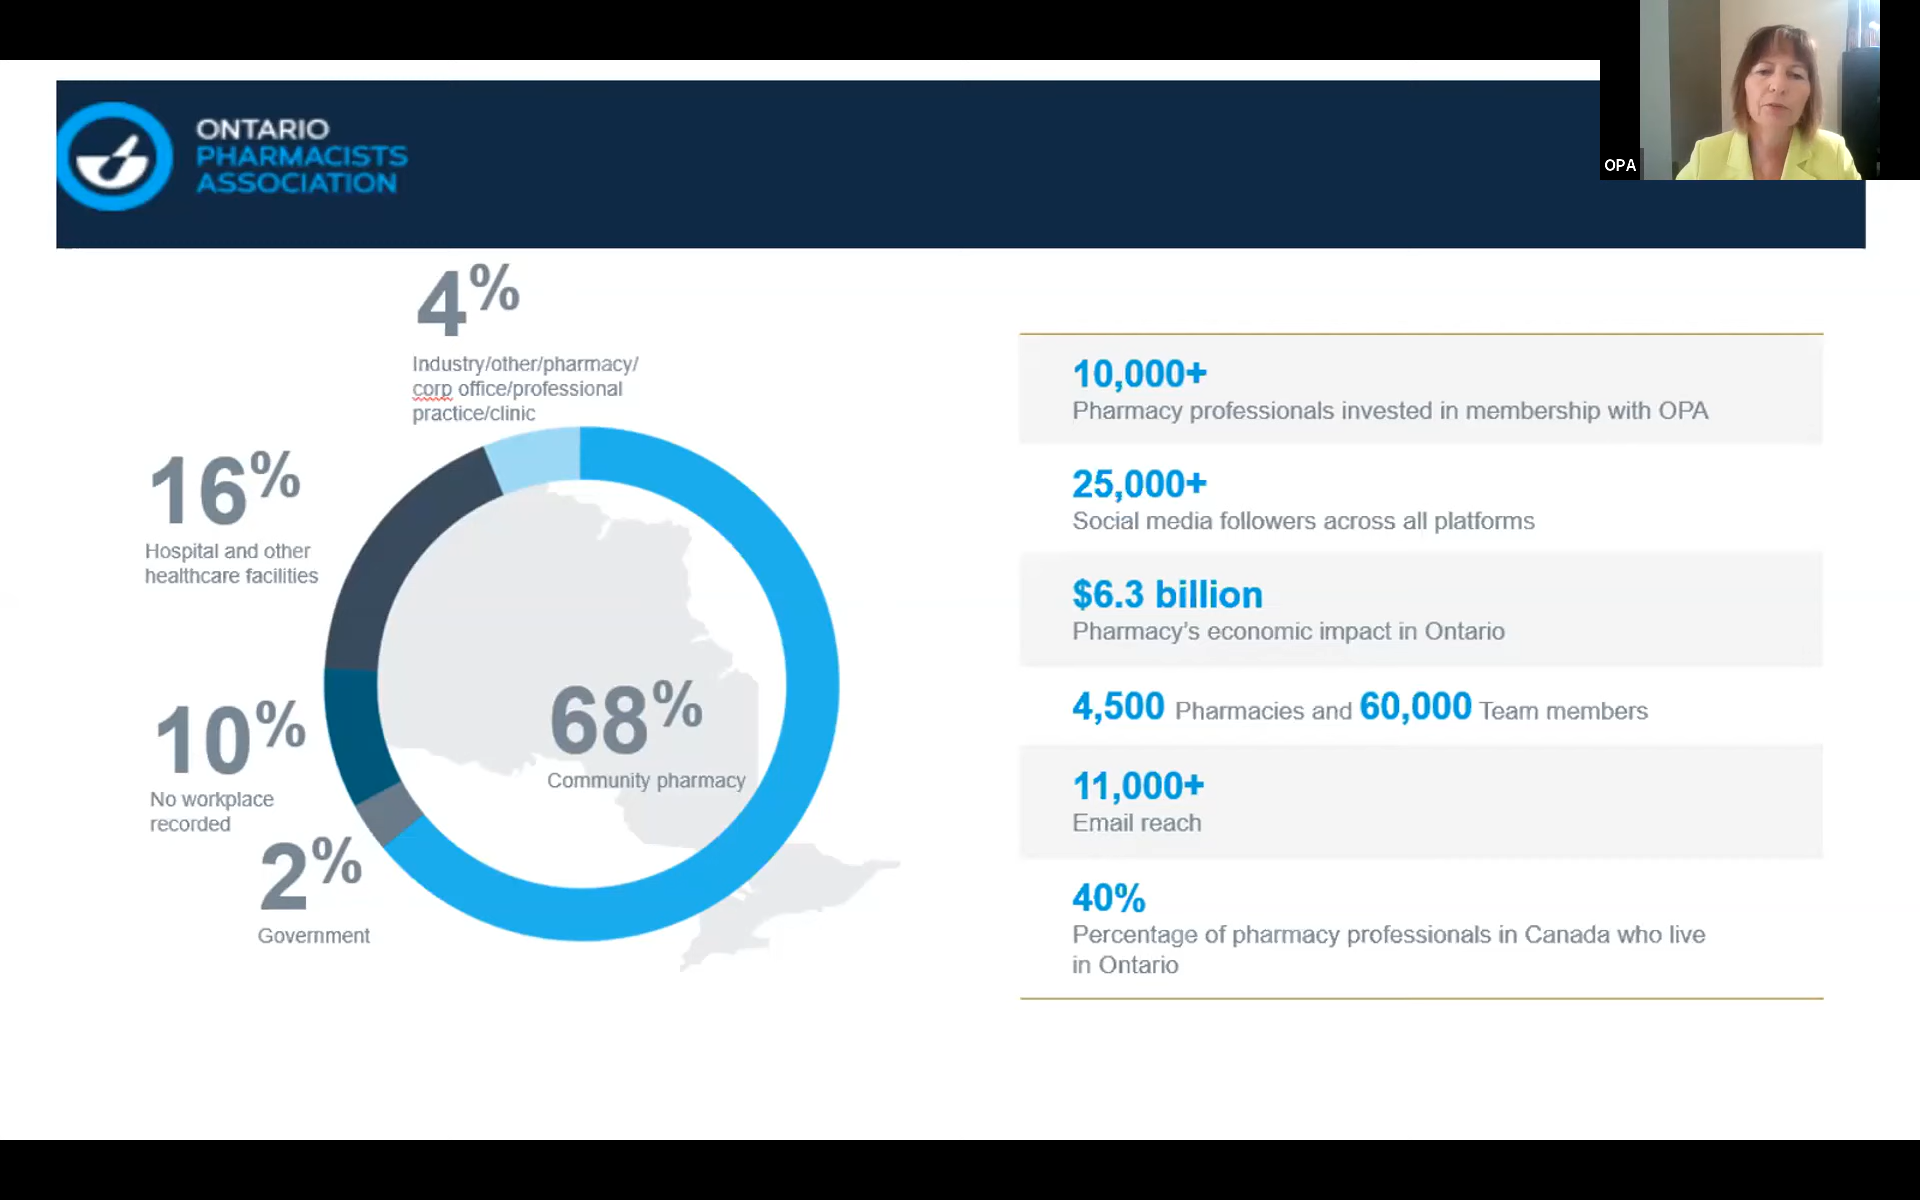 OPA
ONTARIO
PHARMACISTS
ASSOCIATION
4%
Industry/other/pharmacy/
corp office/professional
practice/clinic
16%
Hospital and other
healthcare facilities
10%
No workplace
recorded
2%
Government
68%
Community pharmacy
10,000+
Pharmacy professionals invested in membership with OPA
25,000+
Social media followers across all platforms
$6.3 billion
Pharmacy's economic impact in Ontario
4,500 Pharmacies and 60,000 Team members
11,000+
Email reach
40%
Percentage of pharmacy professionals in Canada who live
in Ontario